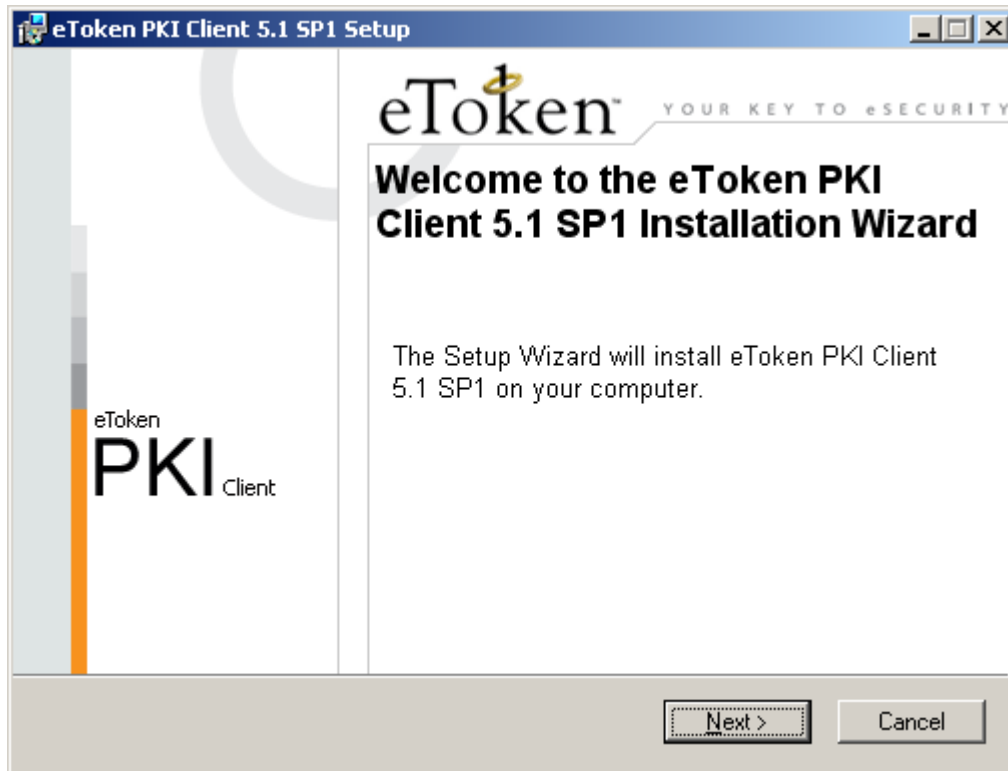 eToken PKI Client 5.1 SP1 Setup
eToken™
YOUR KEY TO eSECURITY
Welcome to the eToken PKI
Client 5.1 SP1 Installation Wizard
The Setup Wizard will install eToken PKI Client
5.1 SP1 on your computer.
eToken
PKI Client
Next >
Cancel